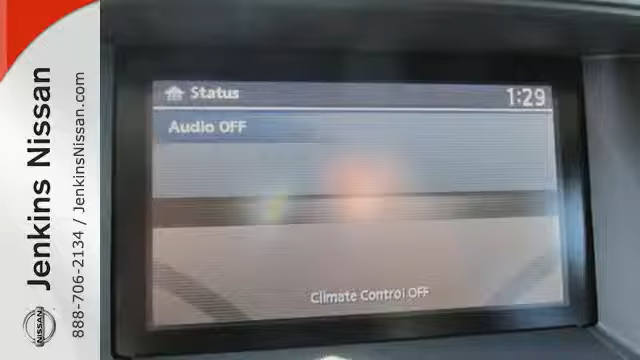 Jenkins Nissan
888-706-2134 / JenkinsNissan.com
NISSAN
Status
1:29
Audio OFF
Climate Control OFF